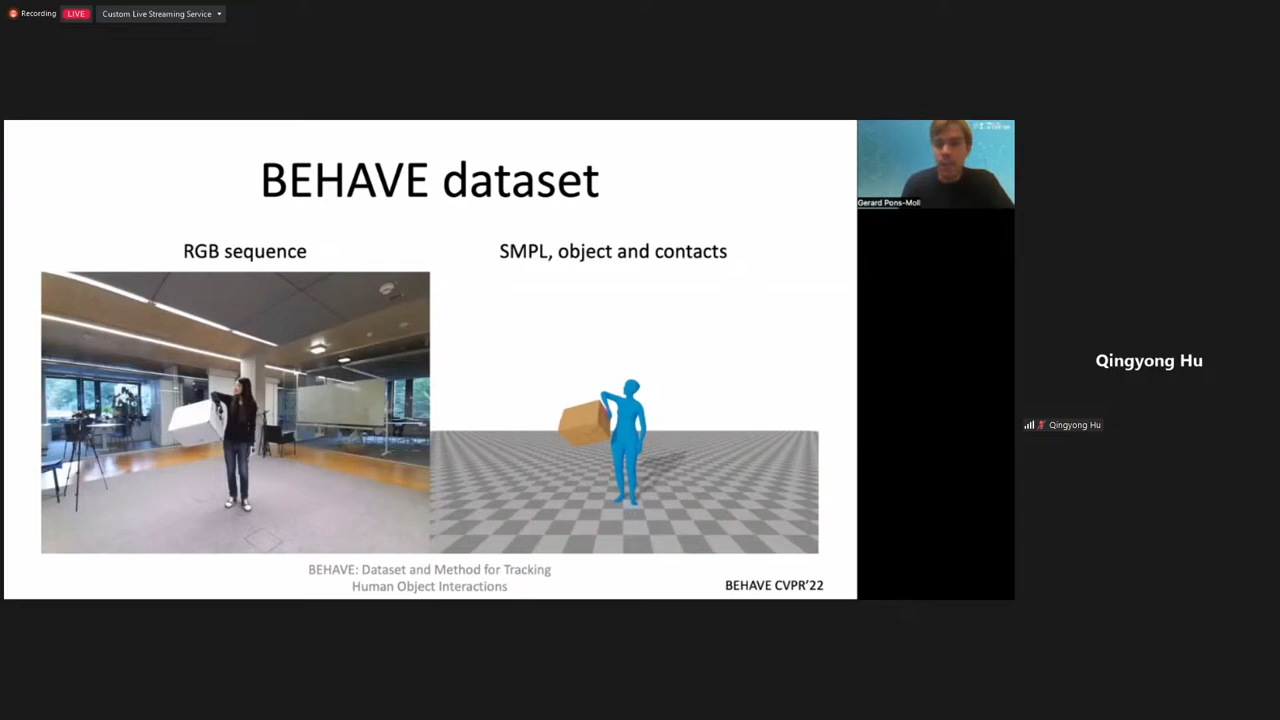 Recording
LIVE
Custom Live Streaming Service
BEHAVE dataset
RGB sequence
SMPL, object and contacts
BEHAVE: Dataset and Method for Tracking
Human Object Interactions
BEHAVE CVPR'22
Gerard Pons-Moll
Qingyong Hu
Qingyong Hu